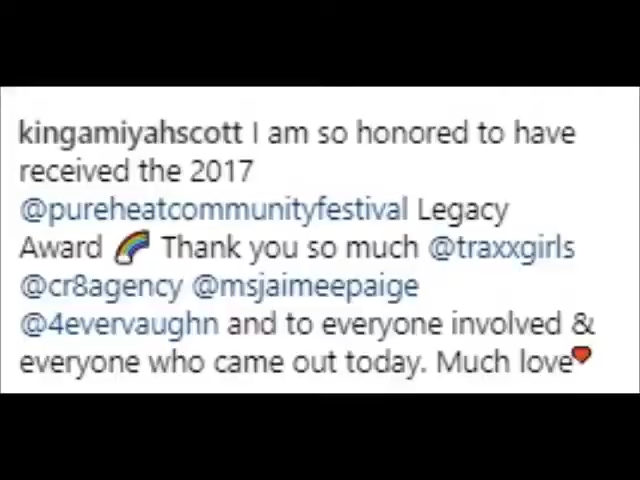 kingamiyahscott I am so honored to have
received the 2017
@pureheatcommunityfestival Legacy
Award 🌈 Thank you so much @traxxgirls
@cr8agency @msjaimeepaige
@4evervaughn and to everyone involved &
everyone who came out today. Much love❤